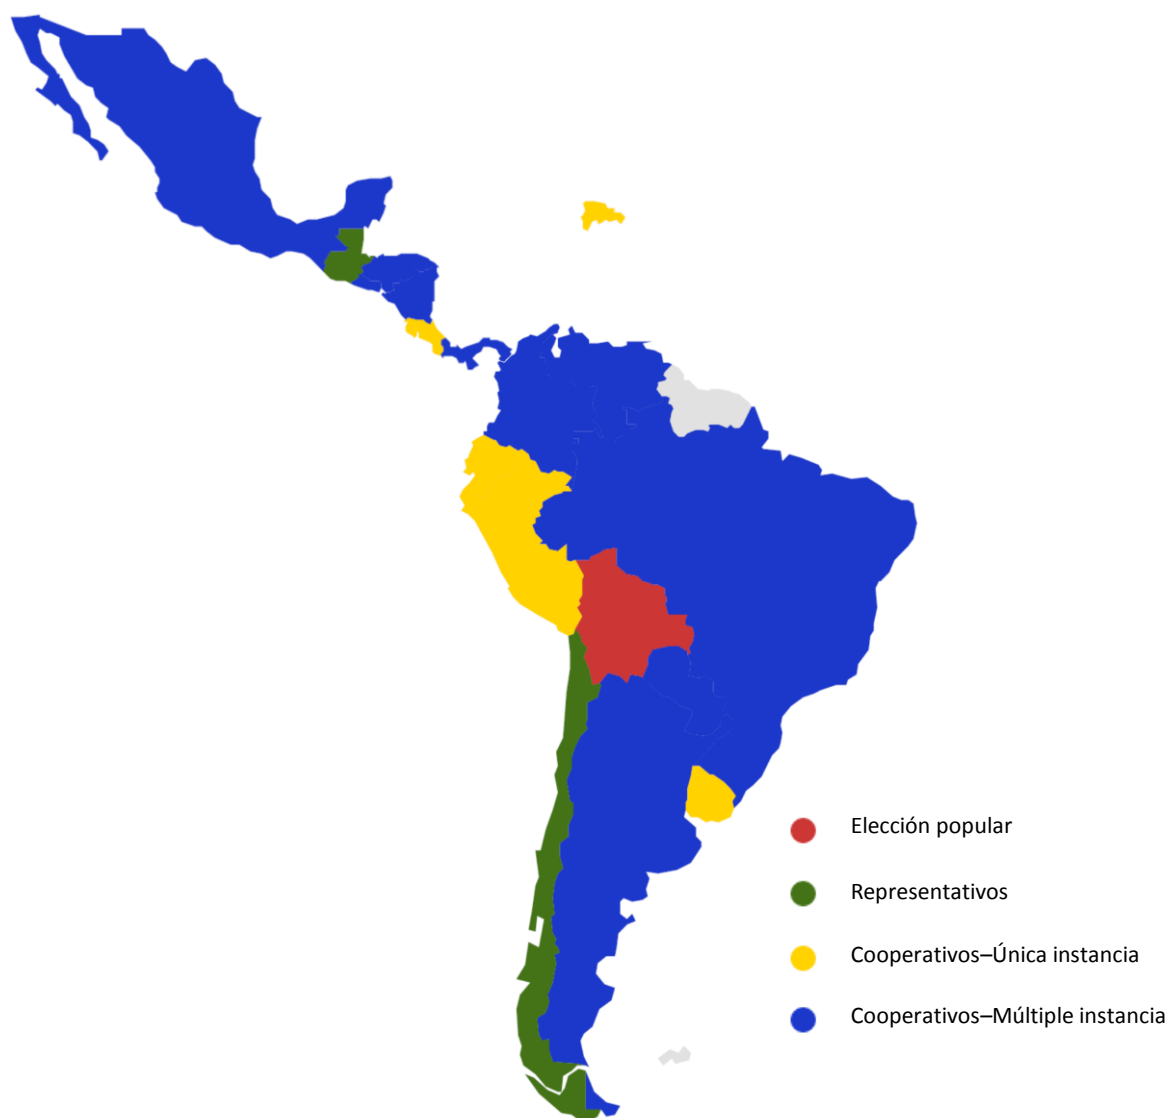 Elección popular
Representativos
Cooperativos–Única instancia
Cooperativos–Múltiple instancia